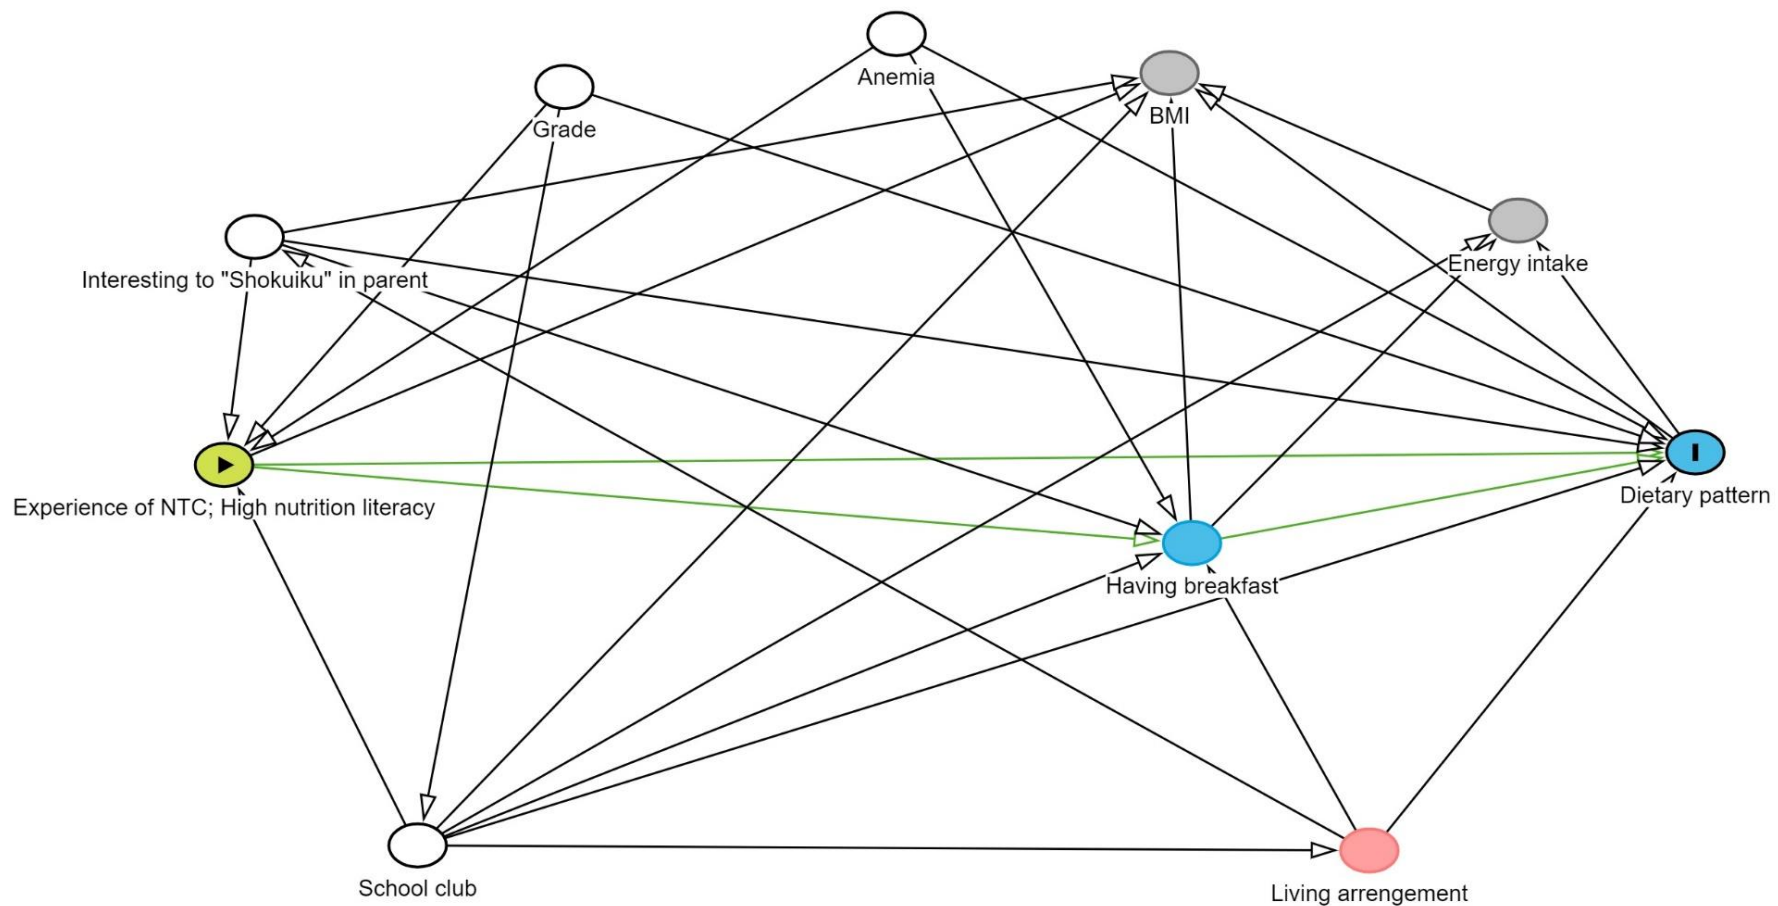 Anemia
BMI
Grade
Energy intake
Interesting to "Shokuiku" in parent
Dietary pattern
Experience of NTC; High nutrition literacy
Having breakfast
School club
Living arrengement